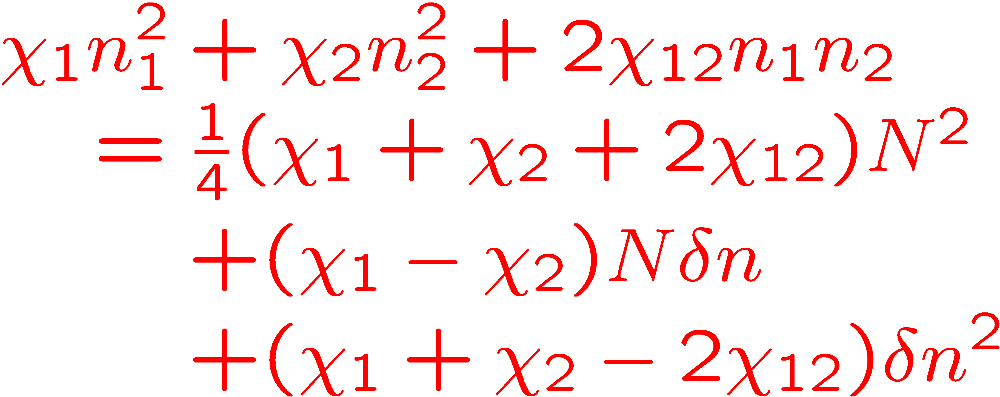 χ₁n₁² + χ₂n₂² + 2χ₁₂n₁n₂
= ¼(χ₁ + χ₂ + 2χ₁₂)N²
+(χ₁ − χ₂)Nδn
+(χ₁ + χ₂ − 2χ₁₂)δn²